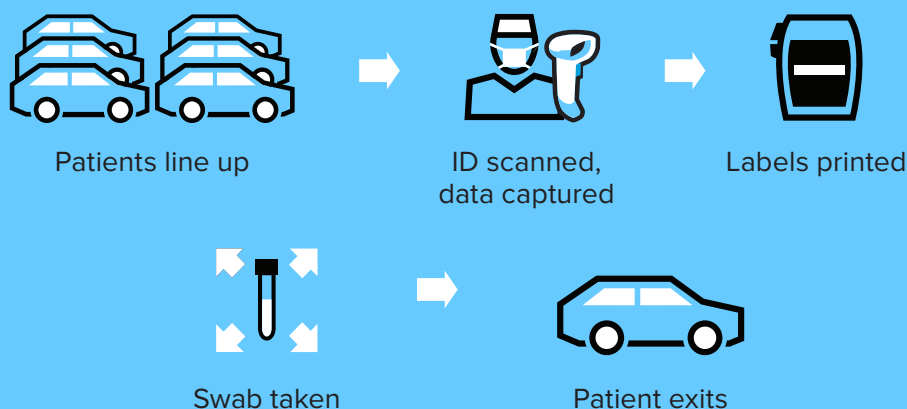 Patients line up
ID scanned,
data captured
Labels printed
Swab taken
Patient exits